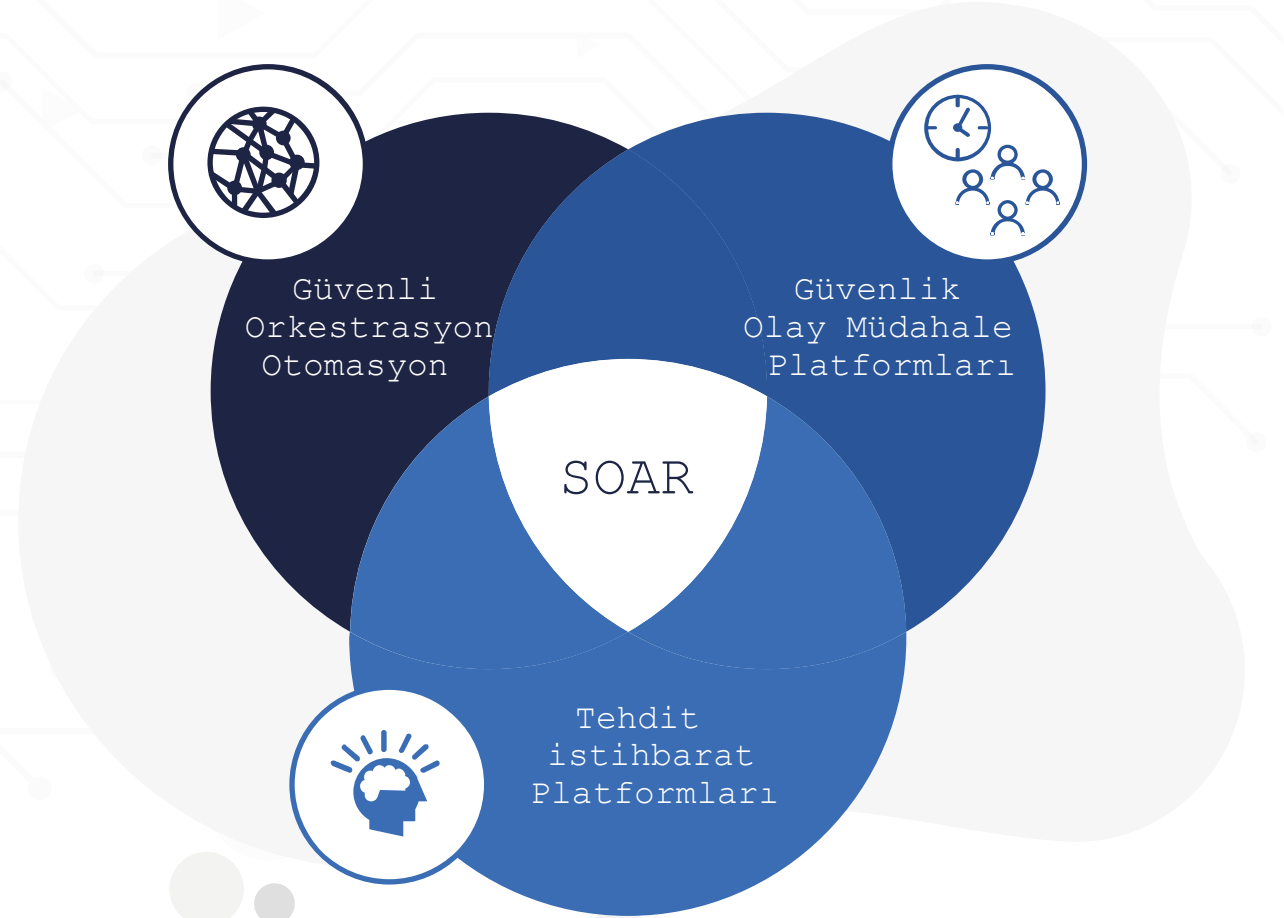 Güvenli
Orkestrasyon
Otomasyon
Güvenlik
Olay Müdahale
Platformları
SOAR
Tehdit
istihbarat
Platformları